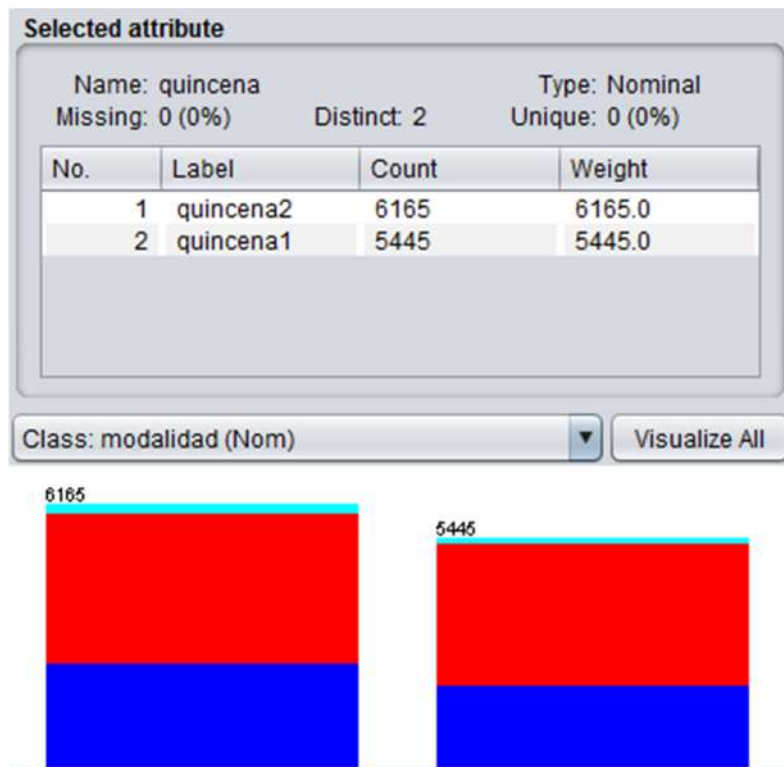 Selected attribute
Name: quincena Type: Nominal
Missing: 0 (0%) Distinct: 2 Unique: 0 (0%)
No. Label Count Weight
1 quincena2 6165 6165.0
2 quincena1 5445 5445.0
Class: modalidad (Nom) Visualize All
6165
5445